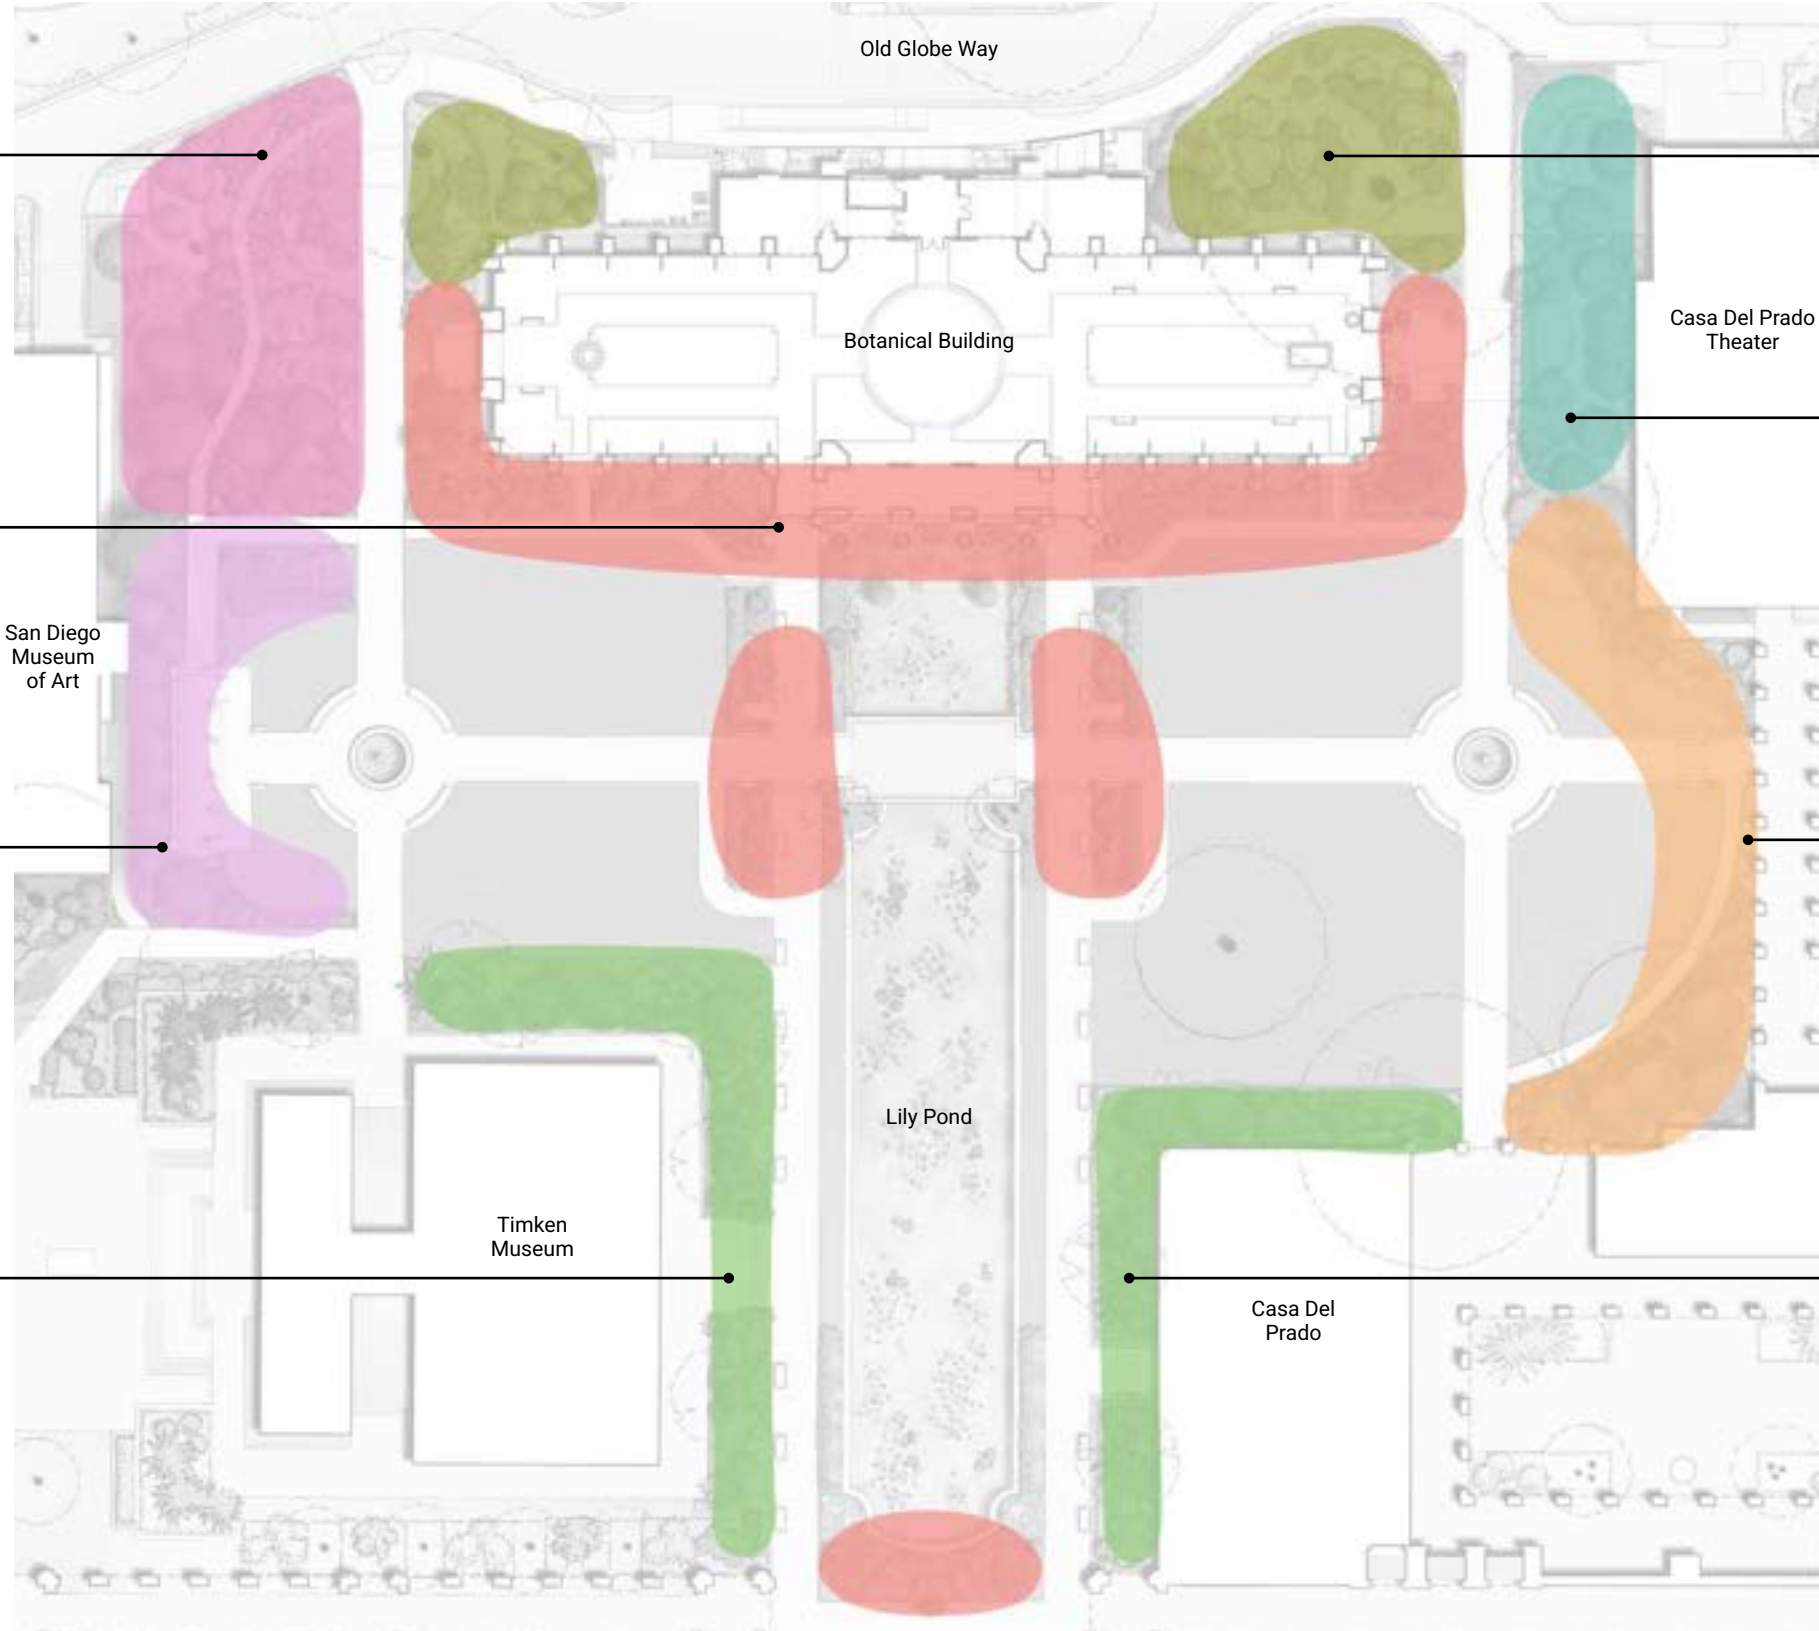 Old Globe Way
Botanical Building
Casa Del Prado
Theater
San Diego
Museum
of Art
Lily Pond
Timken
Museum
Casa Del
Prado